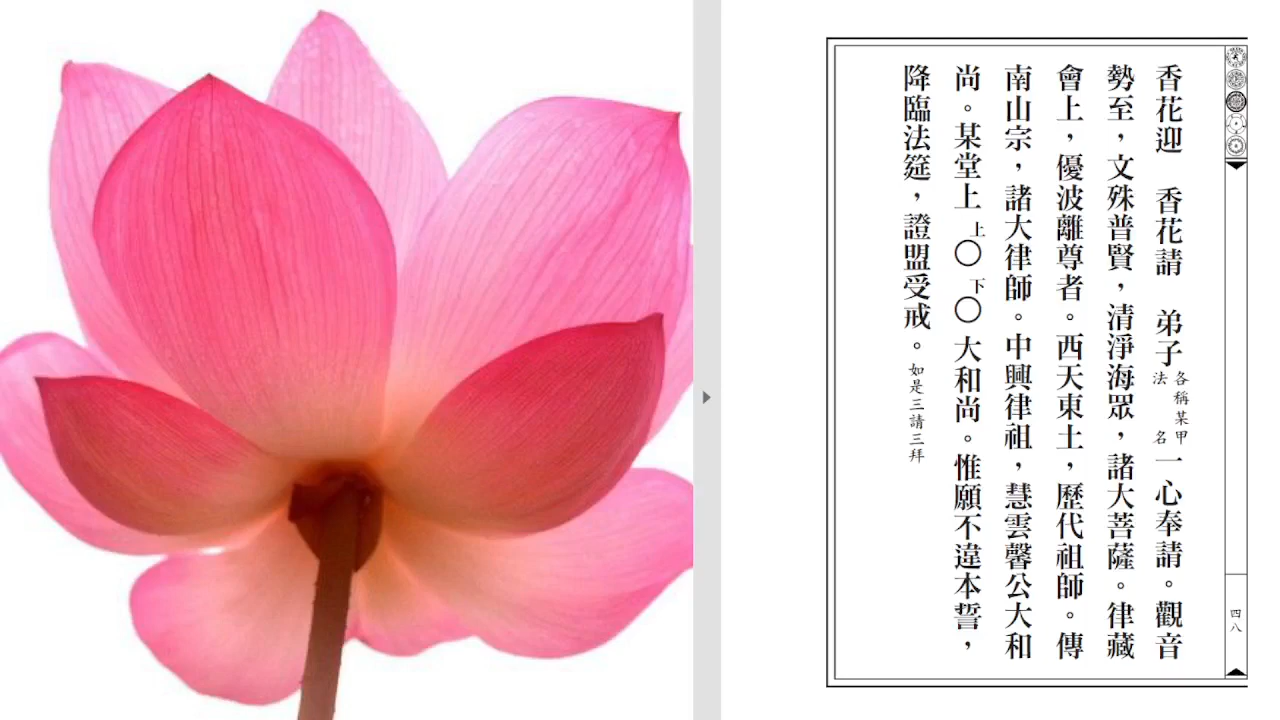 香花迎　香花請　弟子各稱某甲法名一心奉請。觀音
勢至，文殊普賢，清淨海眾，諸大菩薩。律藏
會上，優波離尊者。西天東土，歷代祖師。傳
南山宗，諸大律師。中興律祖，慧雲馨公大和
尚。某堂上上〇下〇大和尚。惟願不違本誓，
降臨法筵，證盟受戒。如是三請三拜
四八